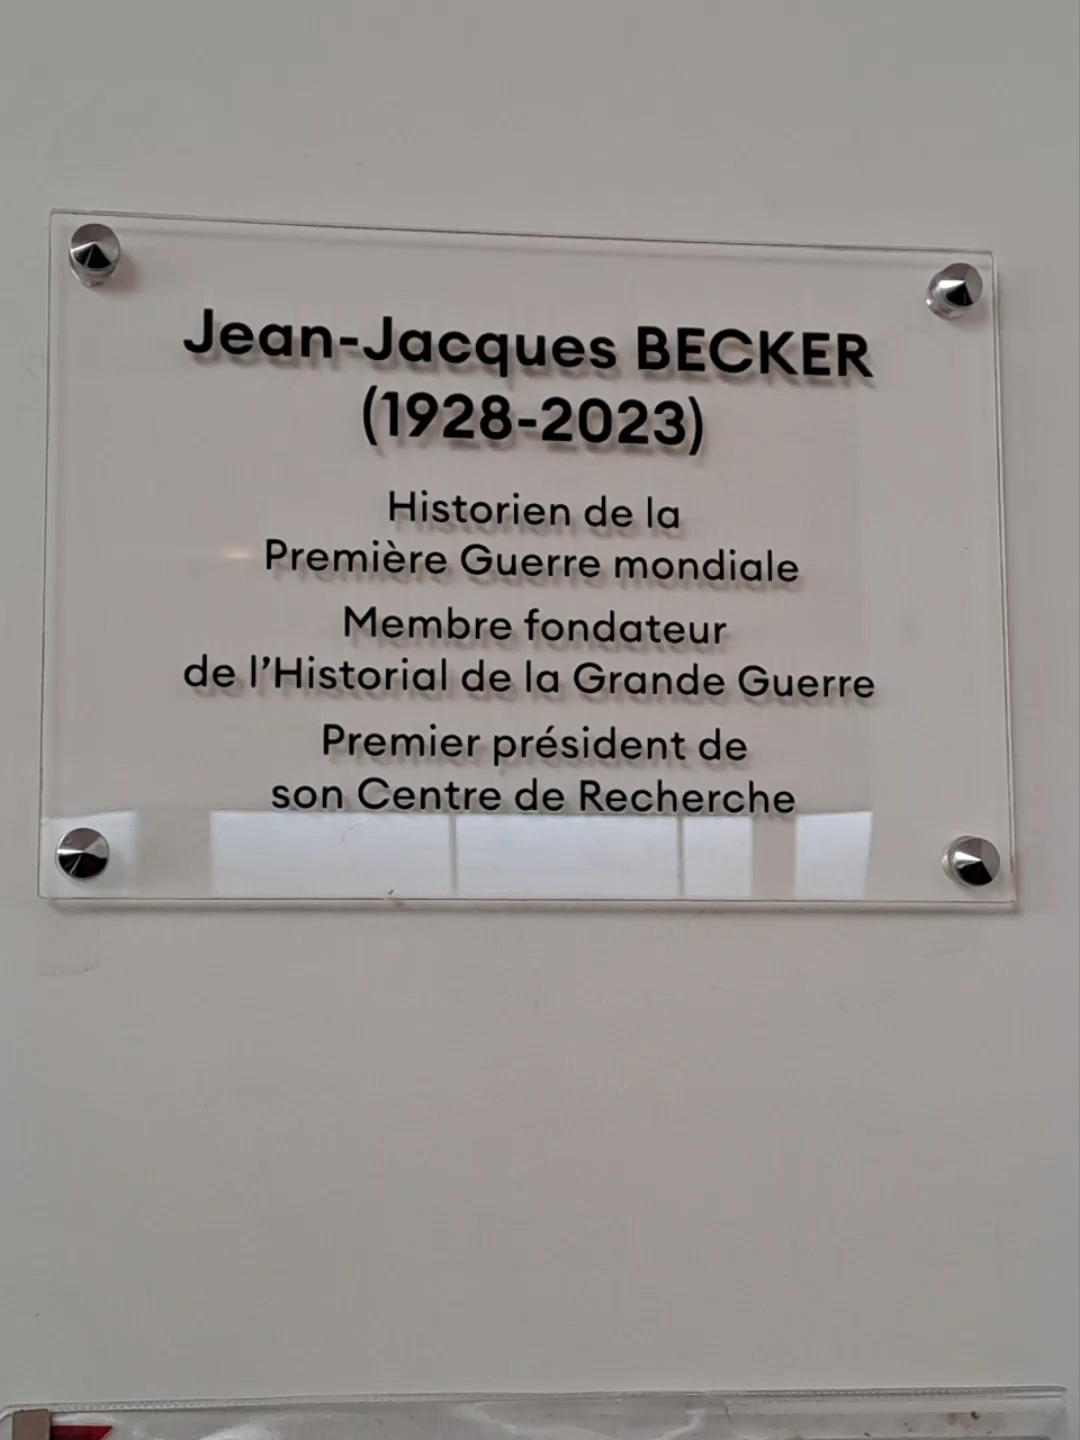 Jean-Jacques BECKER
(1928-2023)
Historien de la
Première Guerre mondiale
Membre fondateur
de l’Historial de la Grande Guerre
Premier président de
son Centre de Recherche